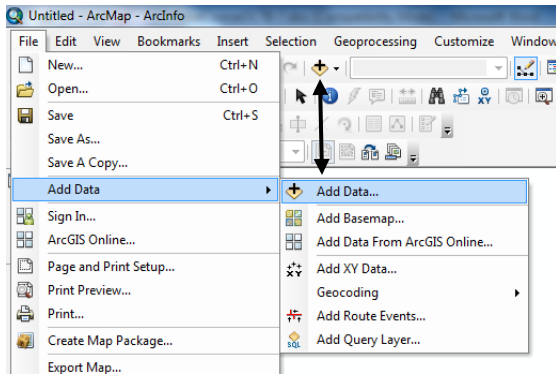 Untitled - ArcMap - ArcInfo
File Edit View Bookmarks Insert Selection Geoprocessing Customize Window
New... Ctrl+N
Open... Ctrl+O
Save Ctrl+S
Save As...
Save A Copy...
Add Data
Sign In...
ArcGIS Online...
Page and Print Setup...
Print Preview...
Print...
Create Map Package...
Export Map...
Add Data...
Add Basemap...
Add Data From ArcGIS Online...
Add XY Data...
Geocoding
Add Route Events...
Add Query Layer...
XY
XY
SQL